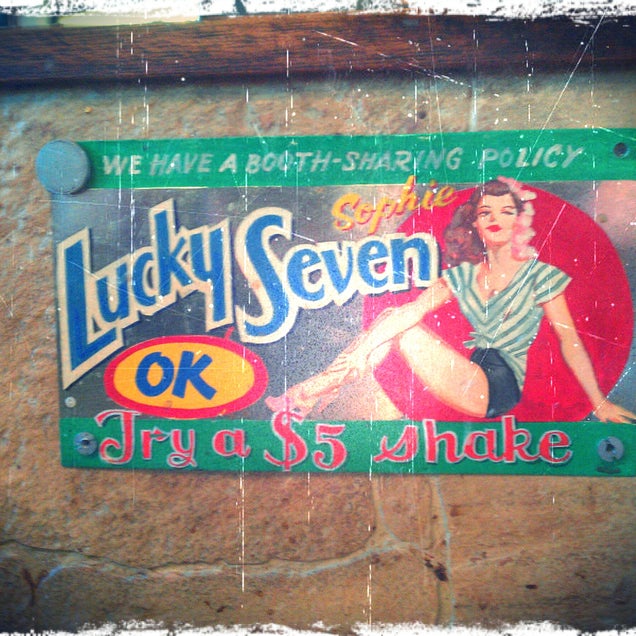 WE HAVE A BOOTH-SHARING POLICY
Sophie
Lucky Seven
OK
Try a $5 shake